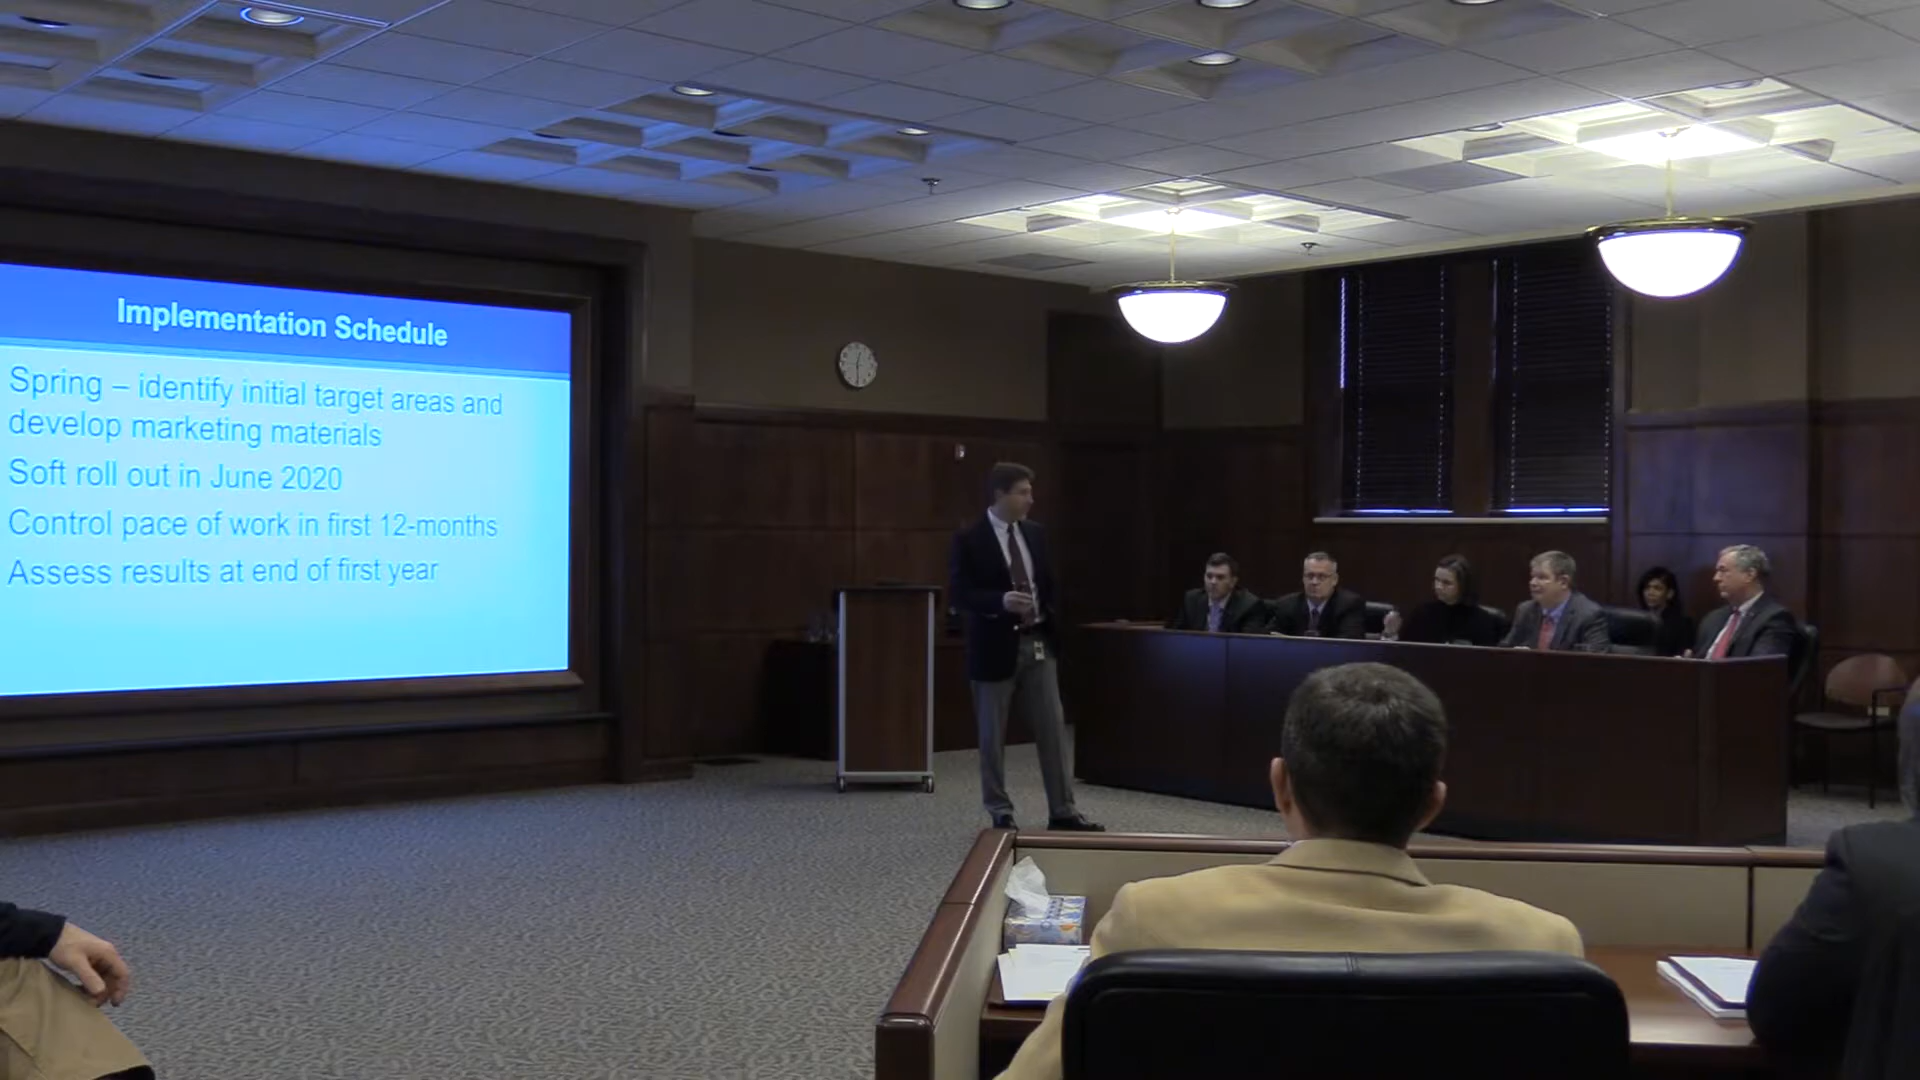 Implementation Schedule
Spring – identify initial target areas and
develop marketing materials
Soft roll out in June 2020
Control pace of work in first 12-months
Assess results at end of first year